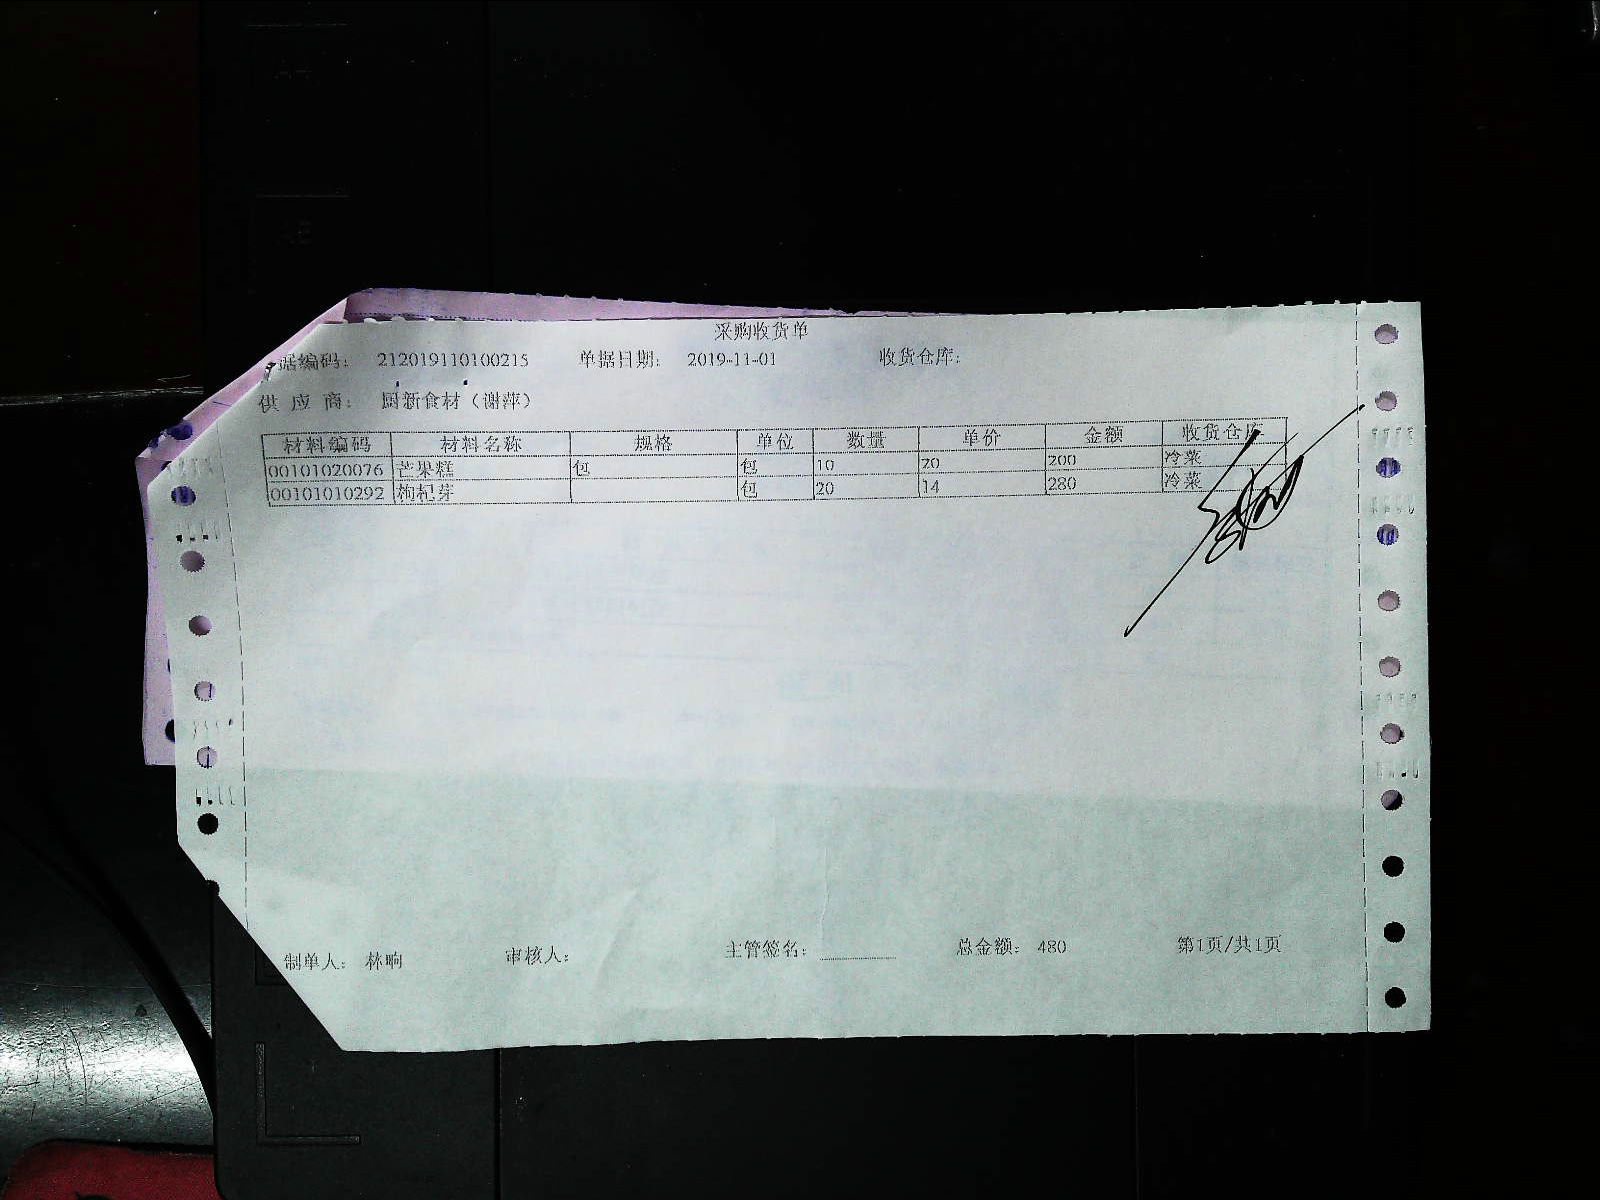 采购收货单
据编码： 212019110100215 单据日期： 2019-11-01 收货仓库：
供 应 商： 厨新食材（谢萍）
材料编码 材料名称 规格 单位 数量 单价 金额 收货仓库
00101020076 芒果糕 包 包 10 20 200 冷菜
00101010292 枸杞芽 包 20 14 280 冷菜
制单人： 林晌 审核人： 主管签名： 总金额： 480 第1页/共1页